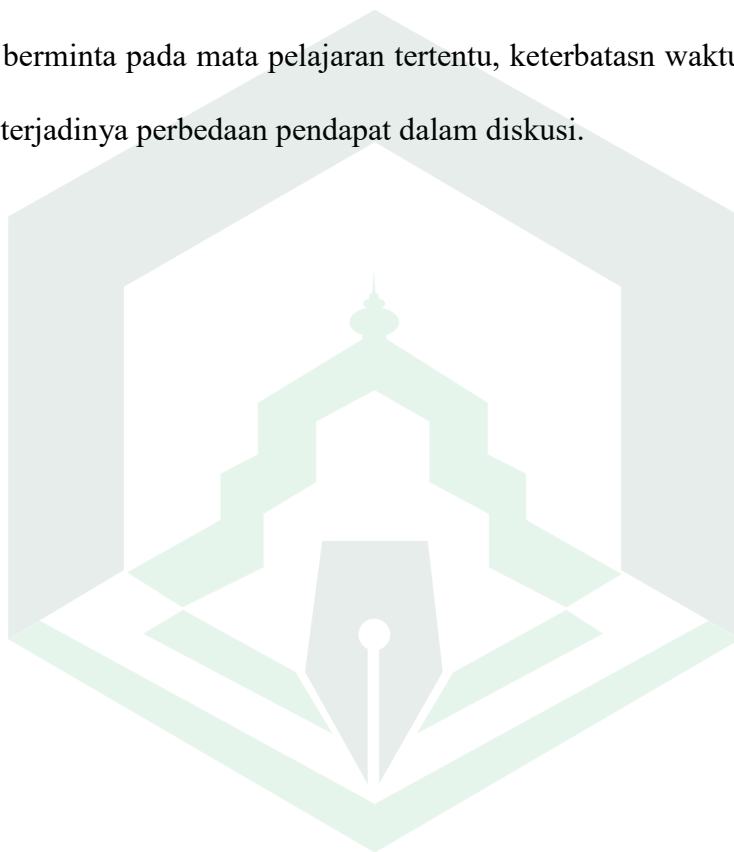 berminta pada mata pelajaran tertentu, keterbatasn waktu
terjadinya perbedaan pendapat dalam diskusi.